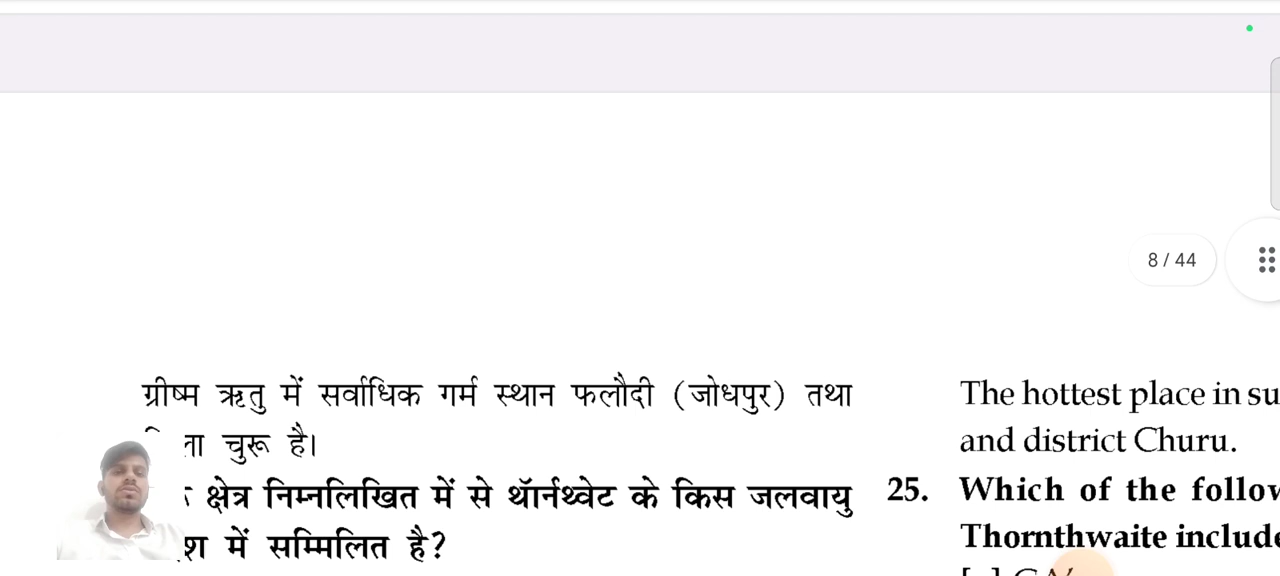 8 / 44
ग्रीष्म ऋतु में सर्वाधिक गर्म स्थान फलौदी (जोधपुर) तथा
चुरू है।
क्षेत्र निम्नलिखित में से थॉर्नथ्वेट के किस जलवायु
में सम्मिलित है?
The hottest place in su
and district Churu.
25. Which of the follow
Thornthwaite include